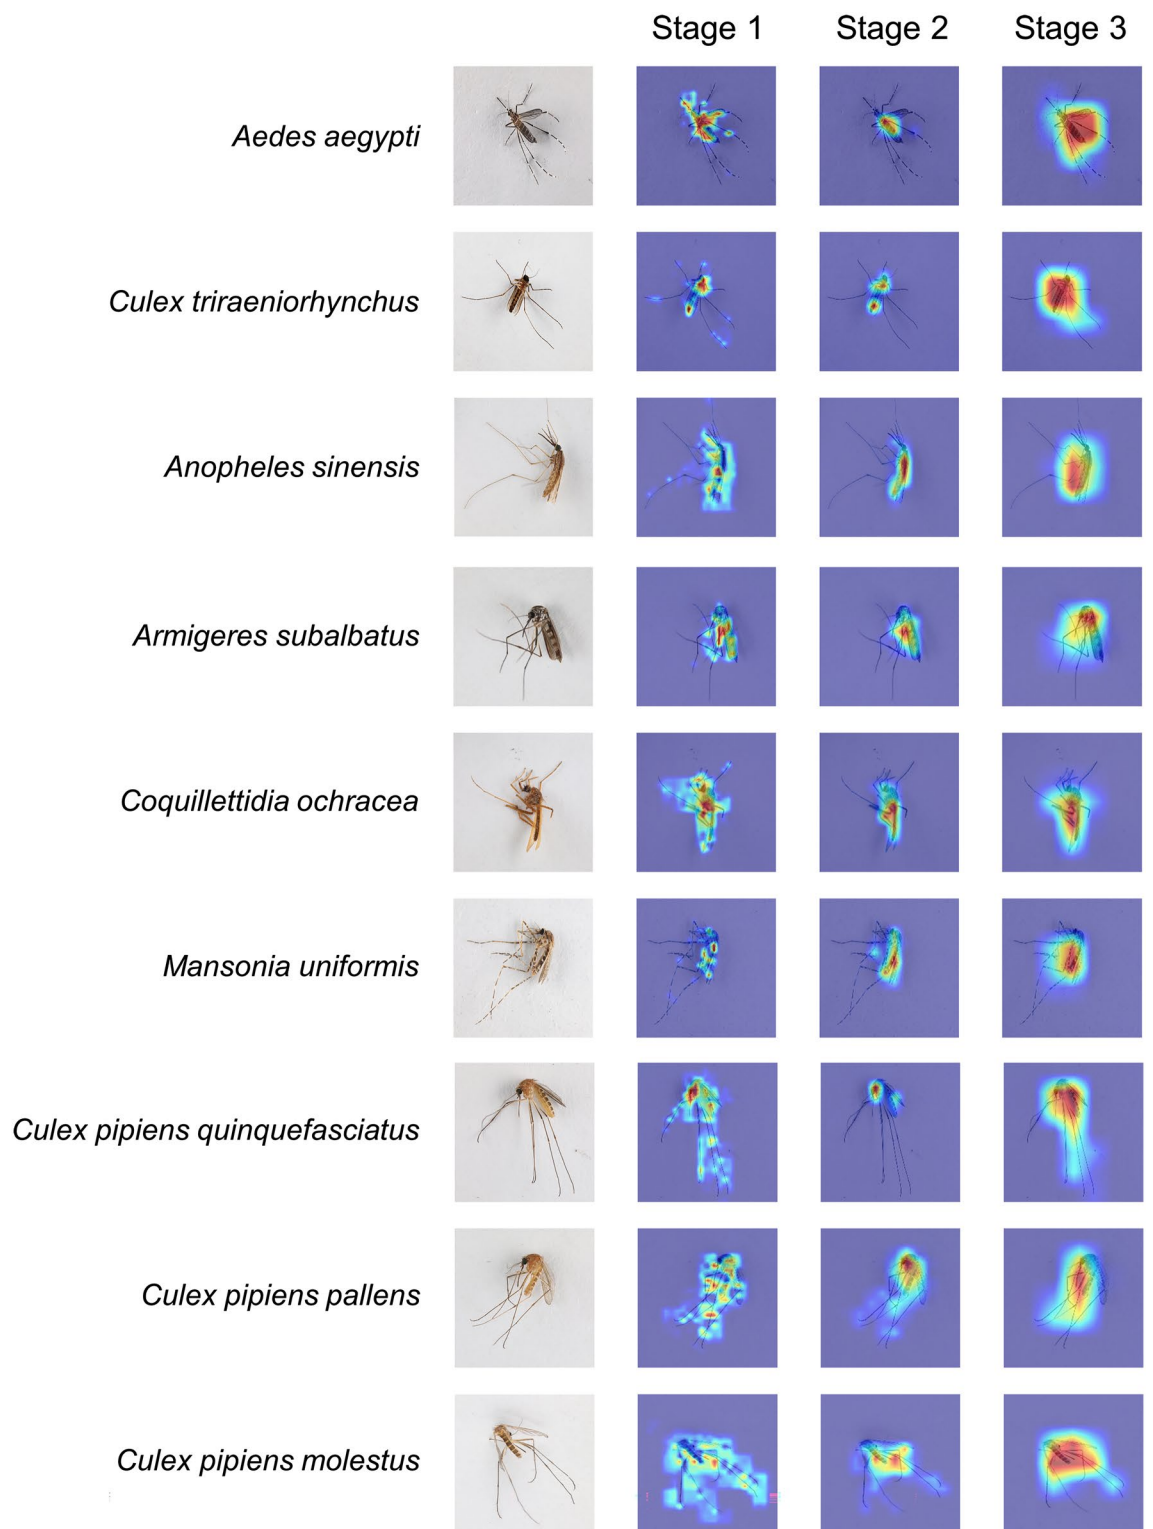 Stage 1 Stage 2 Stage 3
Aedes aegypti
Culex triraeniorhynchus
Anopheles sinensis
Armigeres subalbatus
Coquillettidia ochracea
Mansonia uniformis
Culex pipiens quinquefasciatus
Culex pipiens pallens
Culex pipiens molestus